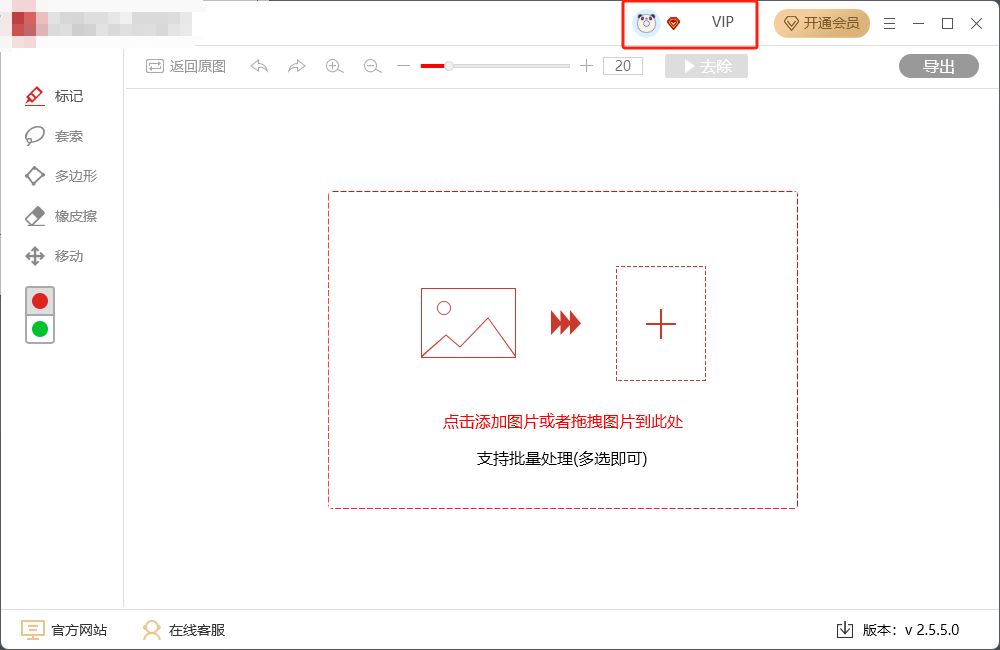 VIP
开通会员
返回原图
20
去除
导出
标记
套索
多边形
橡皮擦
移动
点击添加图片或者拖拽图片到此处
支持批量处理(多选即可)
官方网站
在线客服
版本：v 2.5.5.0